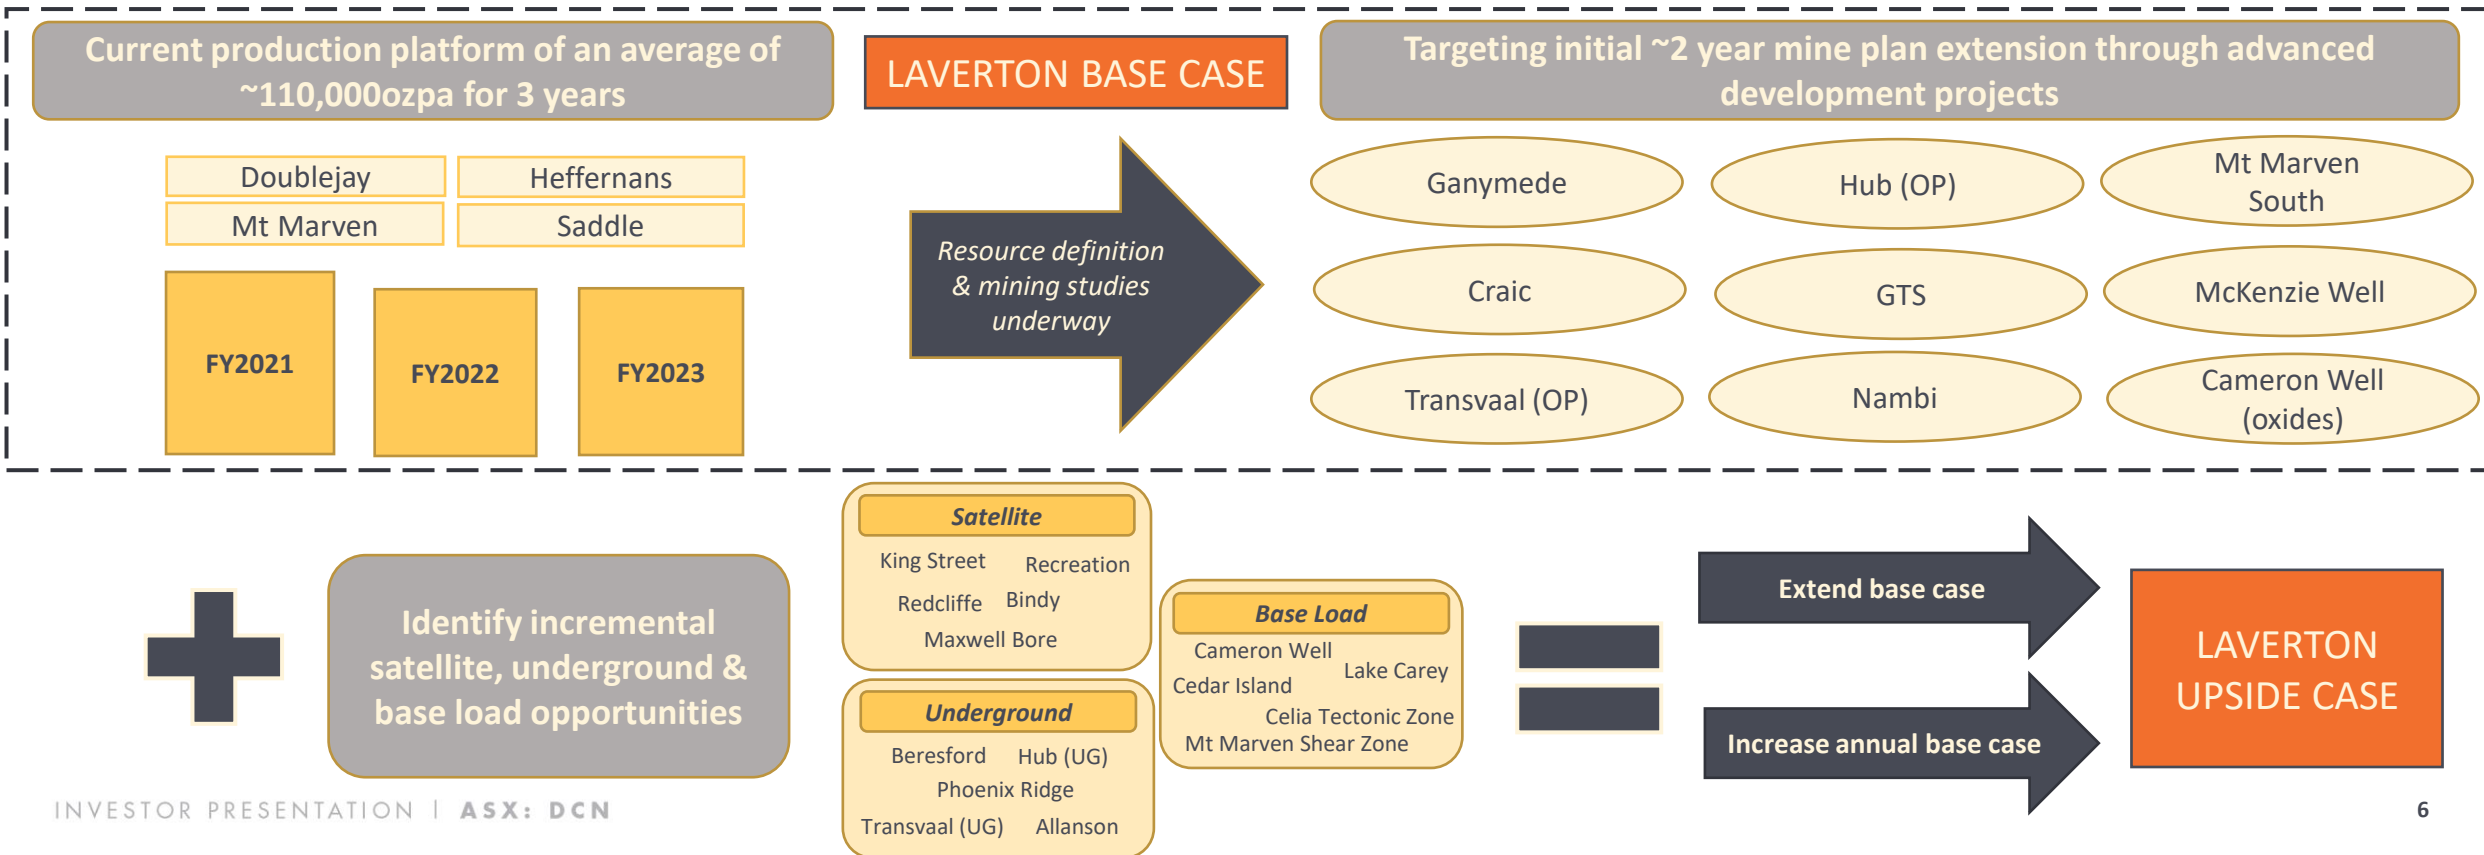 Current production platform of an average of
~110,000ozpa for 3 years
LAVERTON BASE CASE
Targeting initial ~2 year mine plan extension through advanced
development projects
Doublejay
Heffernans
Mt Marven
Saddle
FY2021
FY2022
FY2023
Resource definition
& mining studies
underway
Ganymede
Hub (OP)
Mt Marven
South
Craic
GTS
McKenzie Well
Transvaal (OP)
Nambi
Cameron Well
(oxides)
Identify incremental
satellite, underground &
base load opportunities
Satellite
King Street
Recreation
Redcliffe
Bindy
Maxwell Bore
Underground
Beresford
Hub (UG)
Phoenix Ridge
Transvaal (UG)
Allanson
Base Load
Cameron Well
Lake Carey
Cedar Island
Celia Tectonic Zone
Mt Marven Shear Zone
Extend base case
Increase annual base case
LAVERTON
UPSIDE CASE
INVESTOR PRESENTATION | ASX: DCN
6